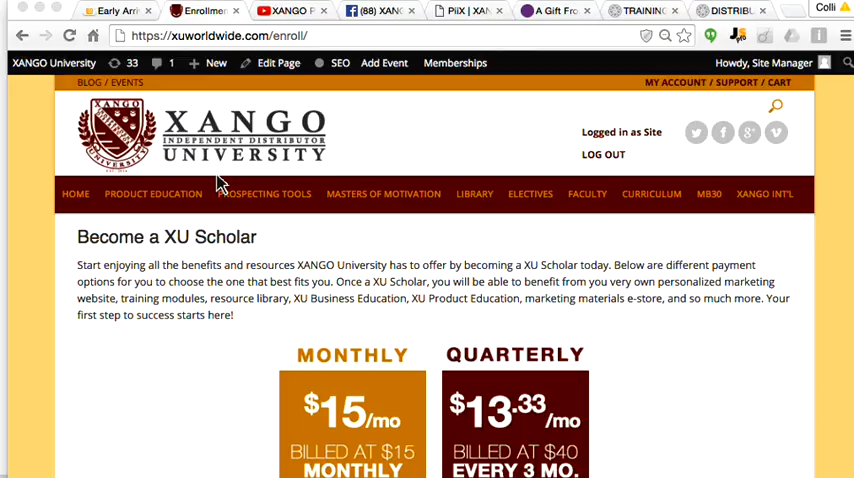 Early Arriv
Enrollmen
XANGO P
(88) XANG
PiiX | XAN
A Gift Fro
TRAINING
DISTRIBU
Colli
https://xuworldwide.com/enroll/
XANGO University 33 1 + New Edit Page SEO Add Event Memberships Howdy, Site Manager
BLOG / EVENTS MY ACCOUNT / SUPPORT / CART
XANGO
INDEPENDENT DISTRIBUTOR
UNIVERSITY
XANGO
UNIVERSITY
Logged in as Site
LOG OUT
HOME PRODUCT EDUCATION PROSPECTING TOOLS MASTERS OF MOTIVATION LIBRARY ELECTIVES FACULTY CURRICULUM MB30 XANGO INT'L
Become a XU Scholar
Start enjoying all the benefits and resources XANGO University has to offer by becoming a XU Scholar today. Below are different payment
options for you to choose the one that best fits you. Once a XU Scholar, you will be able to benefit from you very own personalized marketing
website, training modules, resource library, XU Business Education, XU Product Education, marketing materials e-store, and so much more. Your
first step to success starts here!
MONTHLY
$15/mo
BILLED AT $15
MONTHLY
QUARTERLY
$13.33/mo
BILLED AT $40
EVERY 3 MO.